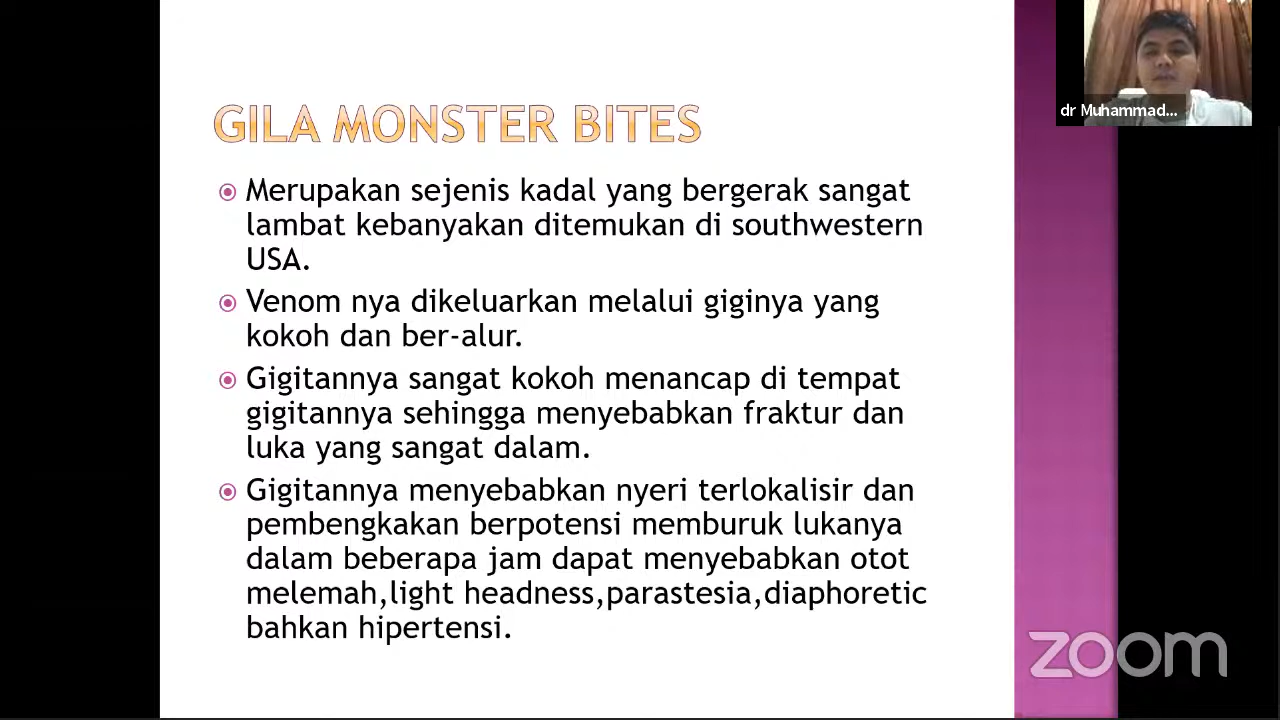 GILA MONSTER BITES
Merupakan sejenis kadal yang bergerak sangat
lambat kebanyakan ditemukan di southwestern
USA.
Venom nya dikeluarkan melalui giginya yang
kokoh dan ber-alur.
Gigitannya sangat kokoh menancap di tempat
gigitannya sehingga menyebabkan fraktur dan
luka yang sangat dalam.
Gigitannya menyebabkan nyeri terlokalisir dan
pembengkakan berpotensi memburuk lukanya
dalam beberapa jam dapat menyebabkan otot
melemah,light headness,parastesia,diaphoretic
bahkan hipertensi.
dr Muhammad...
zoom